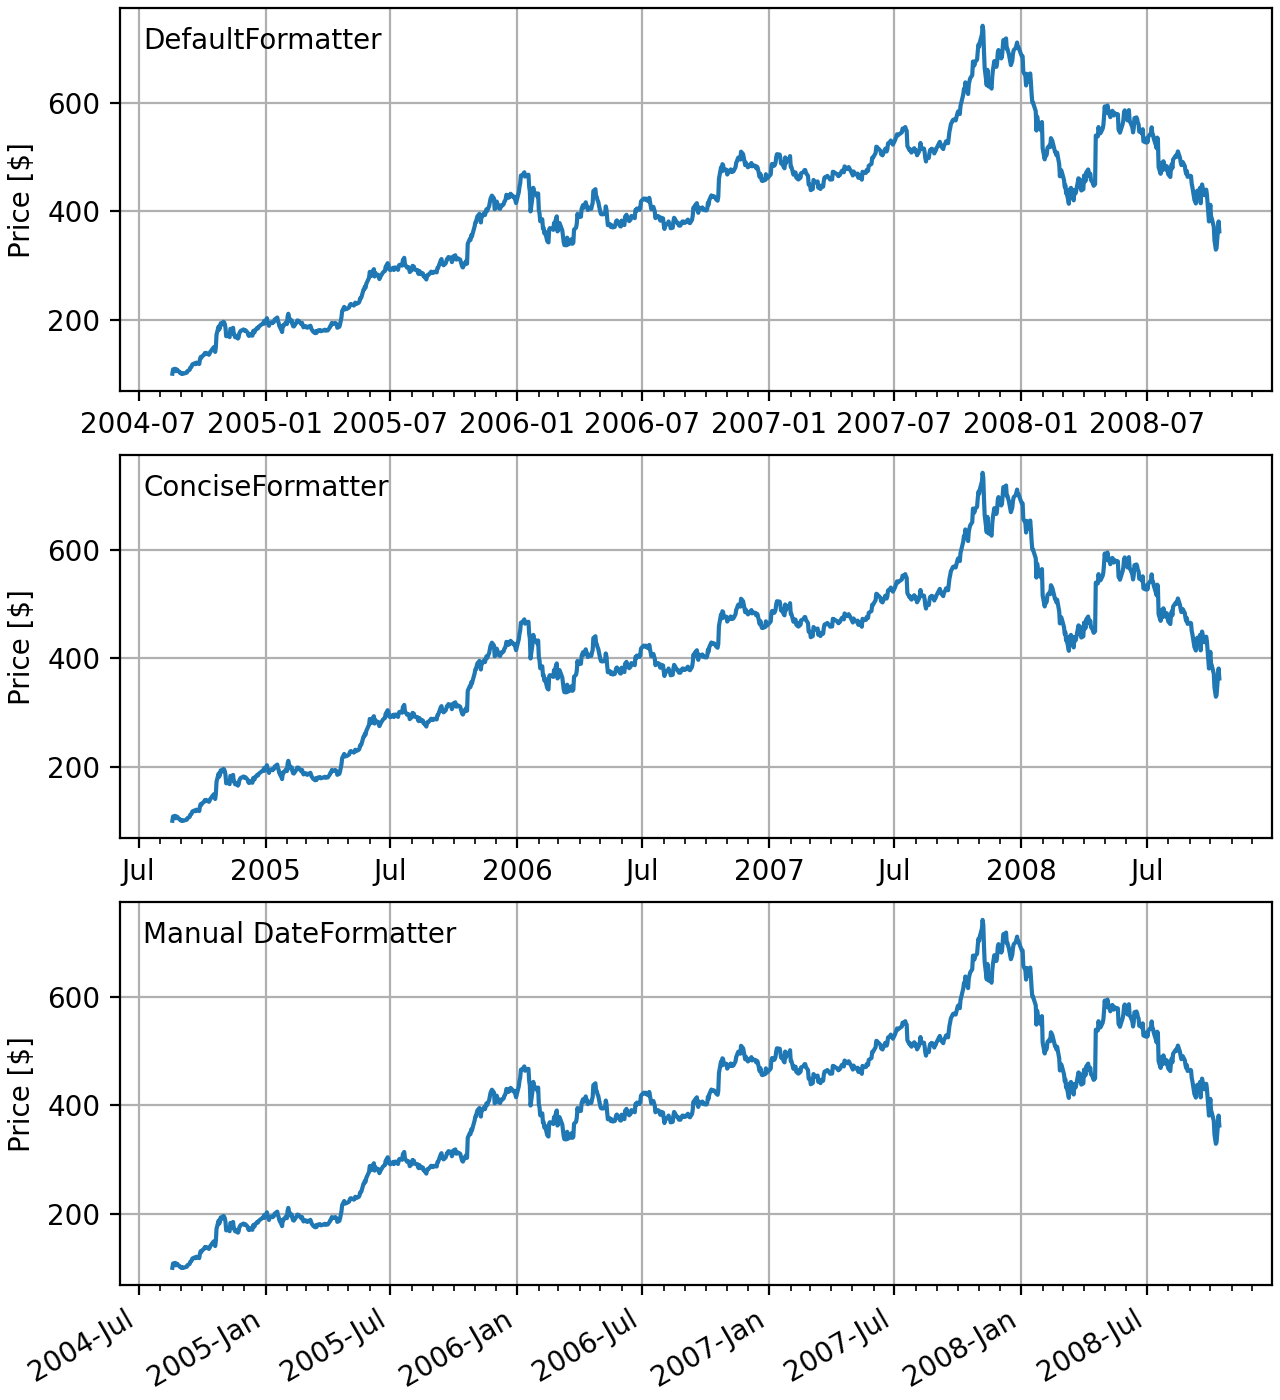 DefaultFormatter
Price [$]
600
400
200
2004-07 2005-01 2005-07 2006-01 2006-07 2007-01 2007-07 2008-01 2008-07
ConciseFormatter
Price [$]
600
400
200
Jul 2005 Jul 2006 Jul 2007 Jul 2008 Jul
Manual DateFormatter
Price [$]
600
400
200
2004-Jul 2005-Jan 2005-Jul 2006-Jan 2006-Jul 2007-Jan 2007-Jul 2008-Jan 2008-Jul